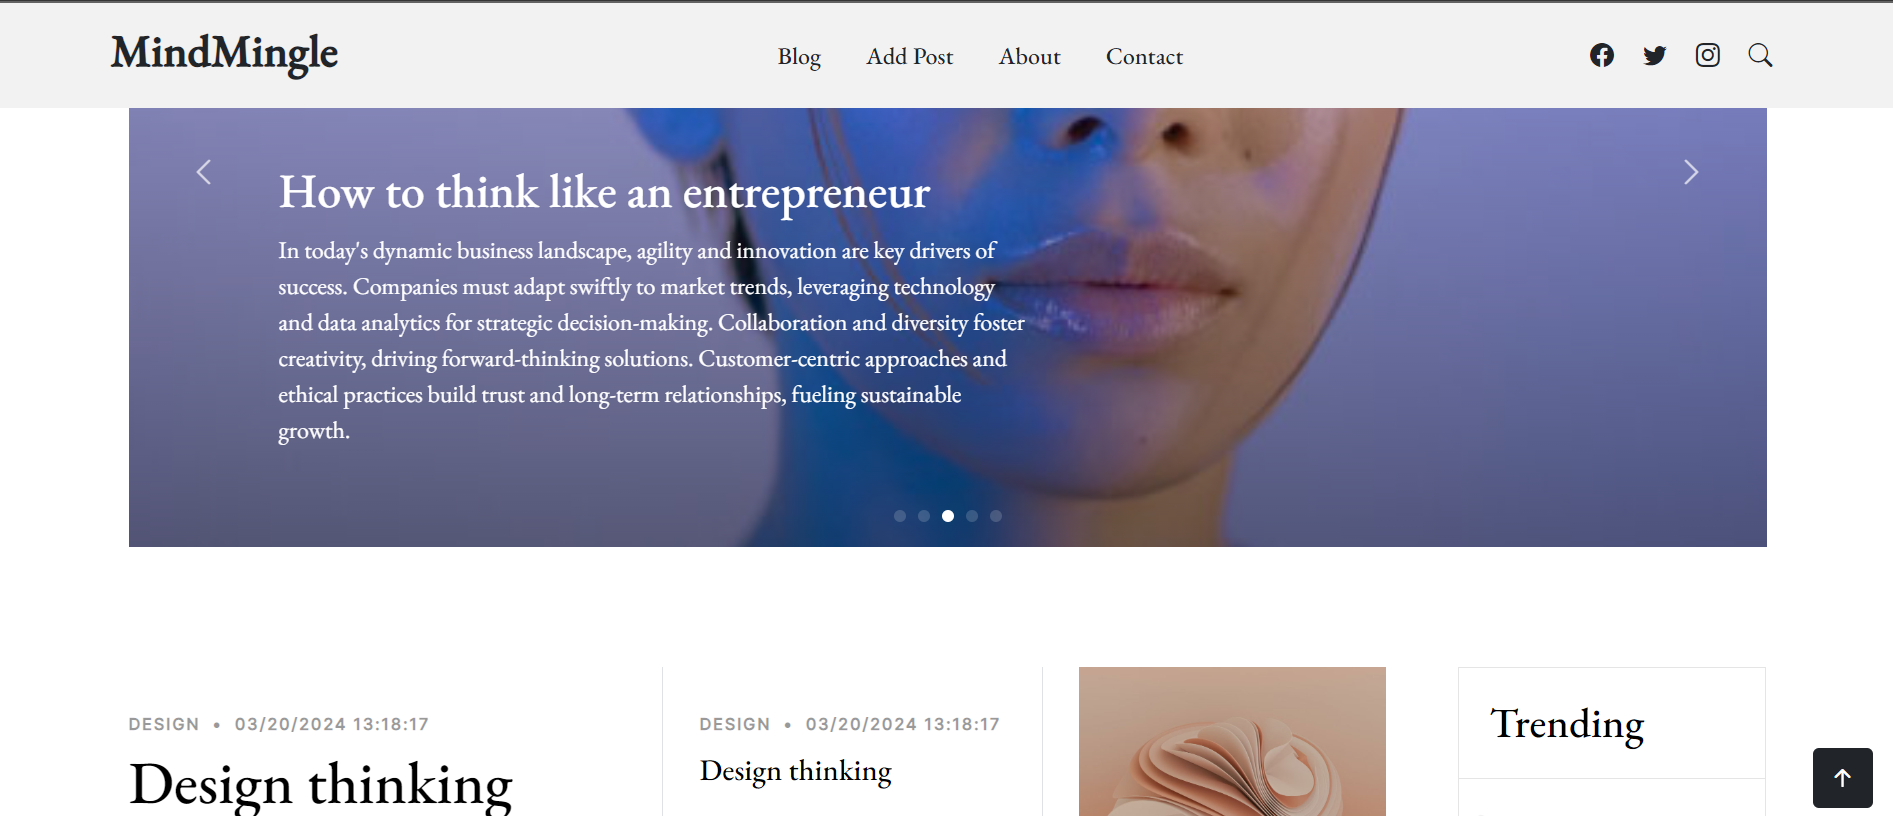 MindMingle
Blog Add Post About Contact
How to think like an entrepreneur
In today's dynamic business landscape, agility and innovation are key drivers of
success. Companies must adapt swiftly to market trends, leveraging technology
and data analytics for strategic decision-making. Collaboration and diversity foster
creativity, driving forward-thinking solutions. Customer-centric approaches and
ethical practices build trust and long-term relationships, fueling sustainable
growth.
DESIGN • 03/20/2024 13:18:17
Design thinking
DESIGN • 03/20/2024 13:18:17
Design thinking
Trending